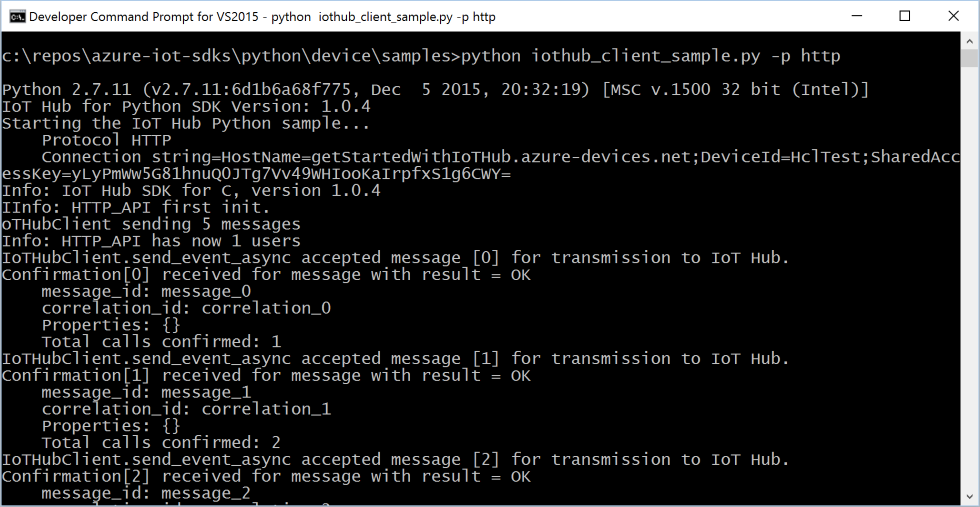 Developer Command Prompt for VS2015 - python  iothub_client_sample.py -p http
c:\repos\azure-iot-sdks\python\device\samples>python iothub_client_sample.py -p http
Python 2.7.11 (v2.7.11:6d1b6a68f775, Dec  5 2015, 20:32:19) [MSC v.1500 32 bit (Intel)]
IoT Hub for Python SDK Version: 1.0.4
Starting the IoT Hub Python sample...
    Protocol HTTP
    Connection string=HostName=getStartedWithIoTHub.azure-devices.net;DeviceId=HclTest;SharedAcc
essKey=yLyPmWw5G81hnuQ0JTg7Vv49WHIooKaIrpfxS1g6CWY=
Info: IoT Hub SDK for C, version 1.0.4
IInfo: HTTP_API first init.
oTHubClient sending 5 messages
Info: HTTP_API has now 1 users
IoTHubClient.send_event_async accepted message [0] for transmission to IoT Hub.
Confirmation[0] received for message with result = OK
    message_id: message_0
    correlation_id: correlation_0
    Properties: {}
    Total calls confirmed: 1
IoTHubClient.send_event_async accepted message [1] for transmission to IoT Hub.
Confirmation[1] received for message with result = OK
    message_id: message_1
    correlation_id: correlation_1
    Properties: {}
    Total calls confirmed: 2
IoTHubClient.send_event_async accepted message [2] for transmission to IoT Hub.
Confirmation[2] received for message with result = OK
    message_id: message_2